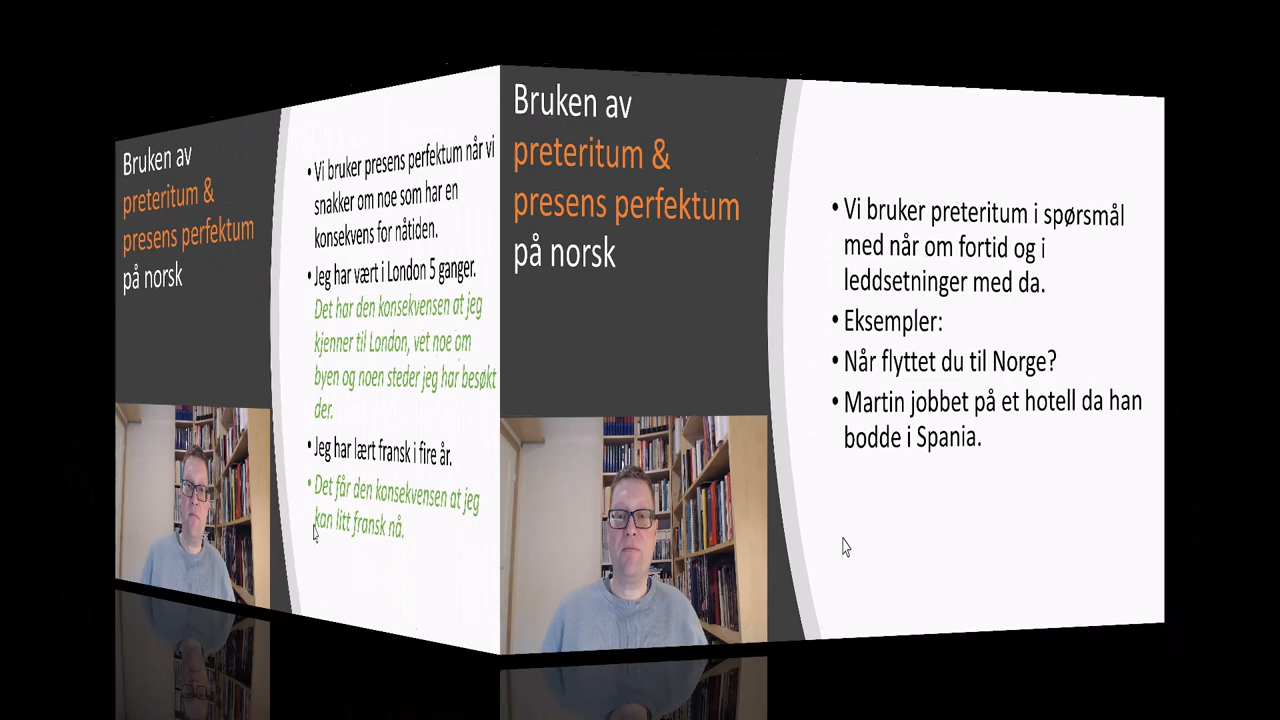 Bruken av
preteritum &
presens perfektum
på norsk
• Vi bruker presens perfektum når vi
snakker om noe som har en
konsekvens for nåtiden.
• Jeg har vært i London 5 ganger.
Det har den konsekvensen at jeg
kjenner til London, vet noe om
byen og noen steder jeg har besøkt
der.
• Jeg har lært fransk i fire år.
• Det får den konsekvensen at jeg
kan litt fransk nå.
Bruken av
preteritum &
presens perfektum
på norsk
• Vi bruker preteritum i spørsmål
med når om fortid og i
leddsetninger med da.
• Eksempler:
• Når flyttet du til Norge?
• Martin jobbet på et hotell da han
bodde i Spania.